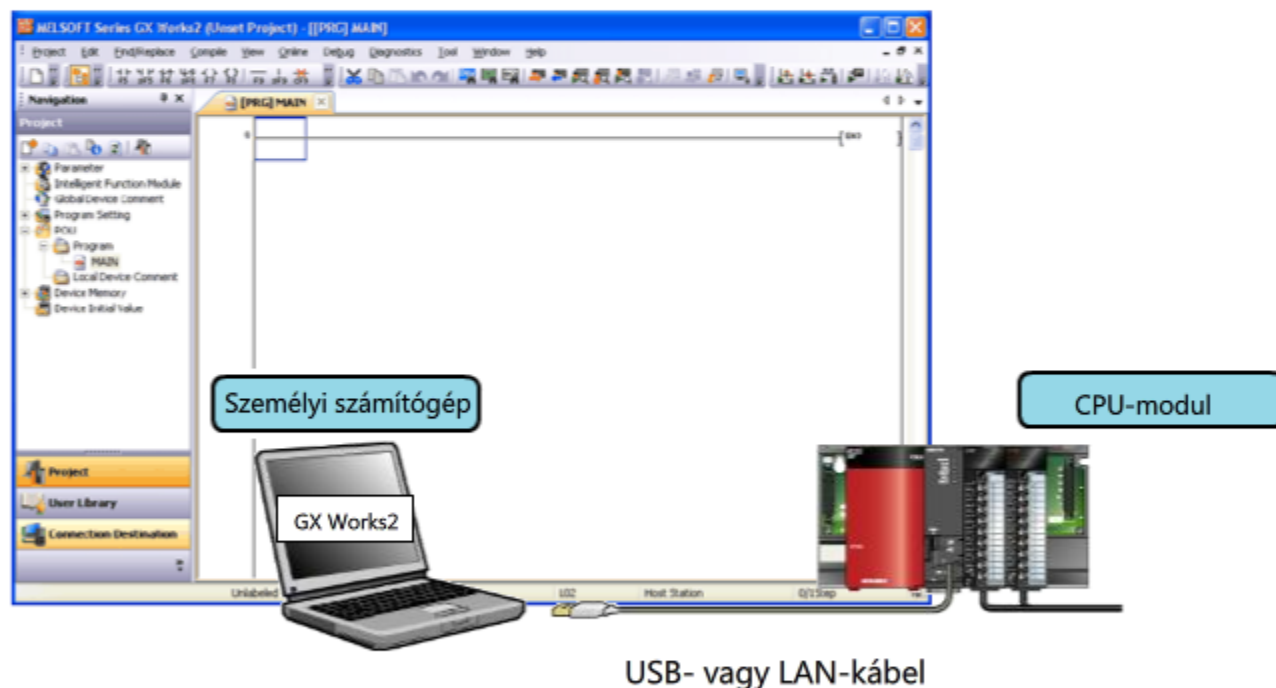 MELSOFT Series GX Works2 (Unset Project) - [[PRG] MAIN]
Project Edit Find/Replace Compile View Online Debug Diagnostics Tool Window Help
Navigation
[PRG] MAIN
Project
0
END
Parameter
Intelligent Function Module
Global Device Comment
Program Setting
POU
Program
MAIN
Local Device Comment
Device Memory
Device Initial Value
Személyi számítógép
CPU-modul
Project
User Library
GX Works2
Connection Destination
Unlabeled
Host Station
0/1Step
USB- vagy LAN-kábel